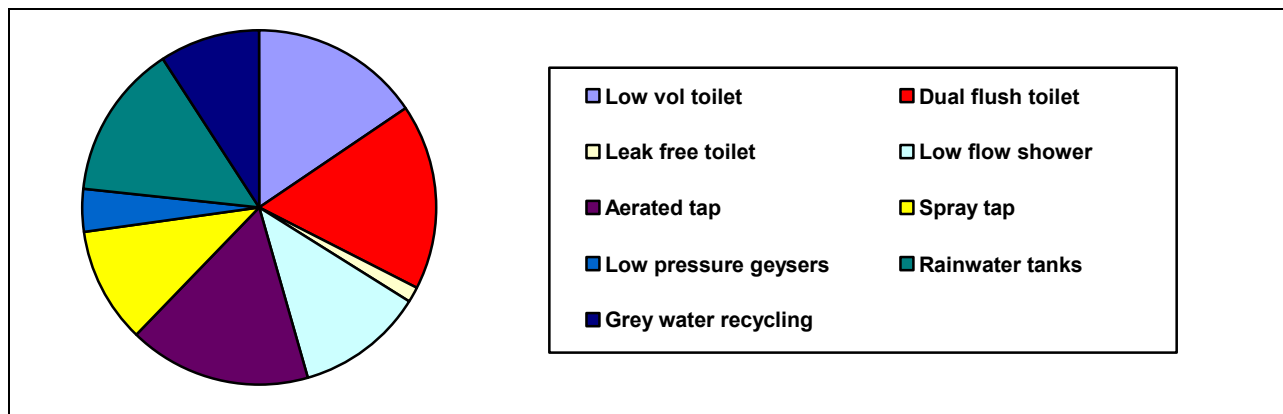 Low vol toilet
Dual flush toilet
Leak free toilet
Low flow shower
Aerated tap
Spray tap
Low pressure geysers
Rainwater tanks
Grey water recycling